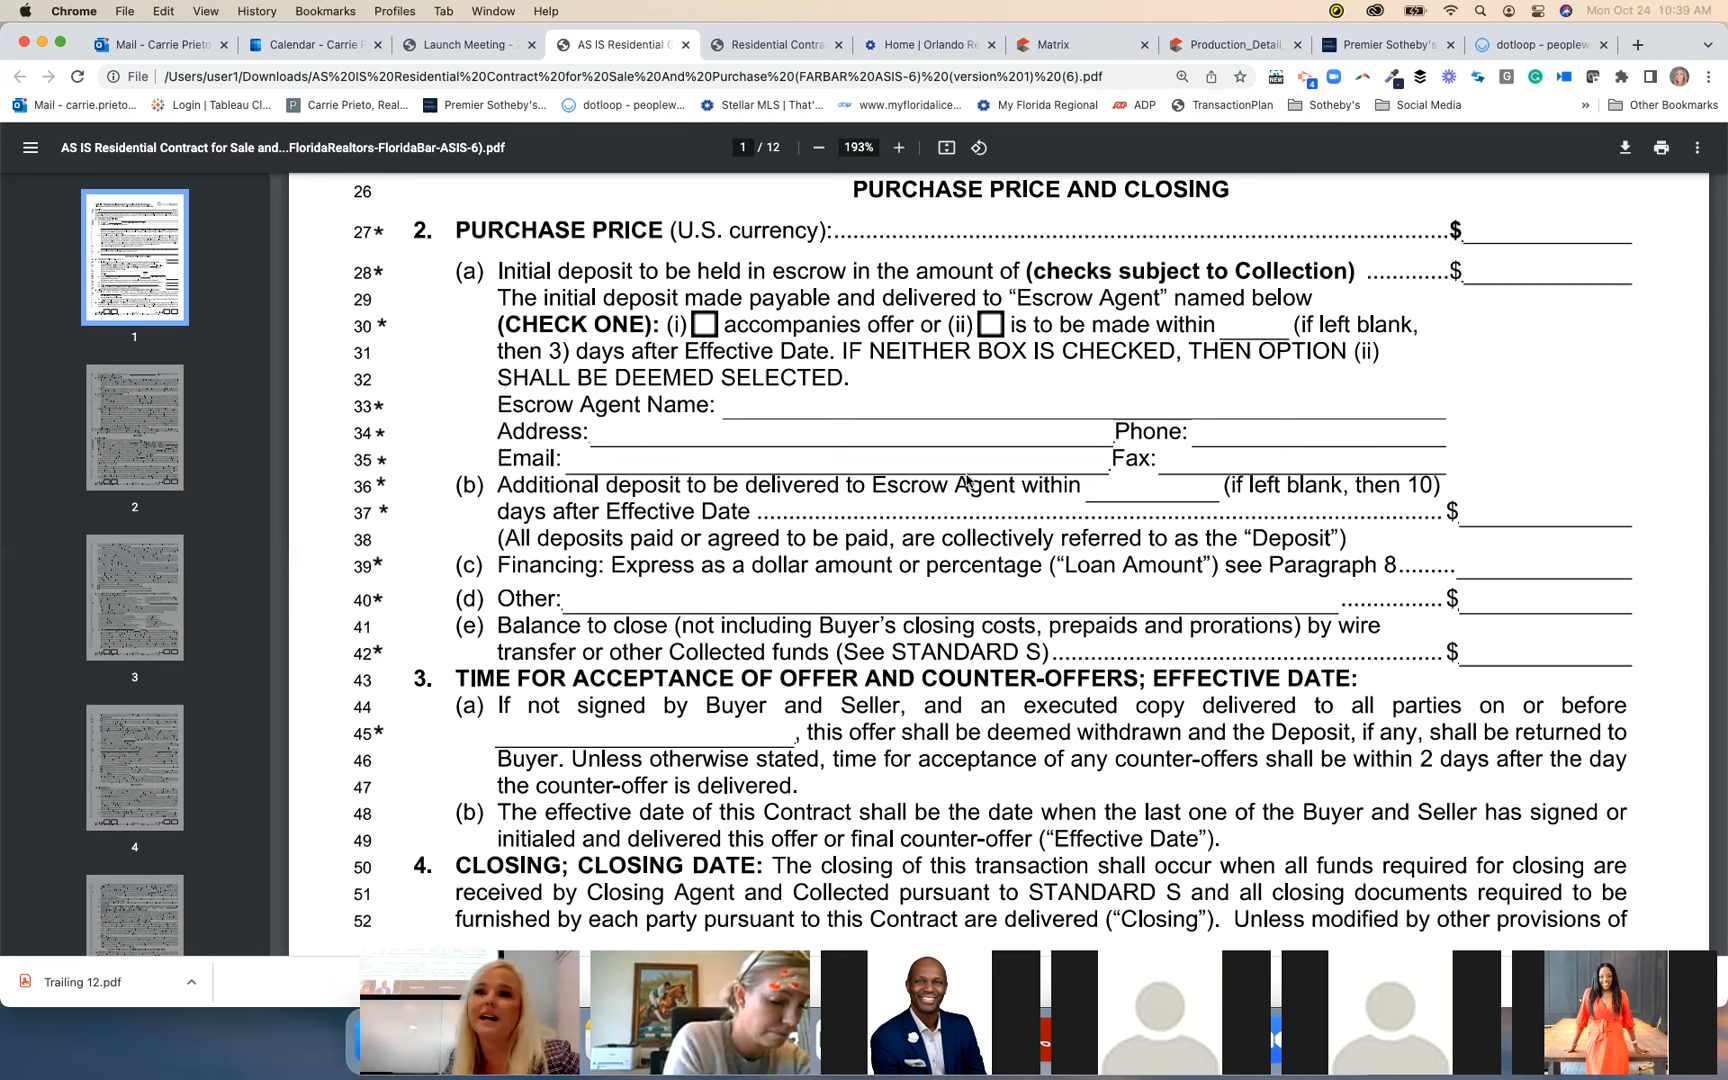 Chrome File Edit View History Bookmarks Profiles Tab Window Help Mon Oct 24 10:39 AM
Mail - Carrie Prieto Calendar - Carrie P Launch Meeting - Z AS IS Residential C Residential Contra Home | Orlando Re Matrix Production_Detail_ Premier Sotheby's dotloop - peoplew
File /Users/user1/Downloads/AS%20IS%20Residential%20Contract%20for%20Sale%20And%20Purchase%20(FARBAR%20ASIS-6)%20(version%201)%20(6).pdf
Mail - carrie.prieto... Login | Tableau Cl... Carrie Prieto, Real... Premier Sotheby's... dotloop - peoplew... Stellar MLS | That'... www.myfloridalice... My Florida Regional ADP TransactionPlan Sotheby's Social Media Other Bookmarks
AS IS Residential Contract for Sale and...FloridaRealtors-FloridaBar-ASIS-6).pdf 1 / 12 193%
1
2
3
4
26 PURCHASE PRICE AND CLOSING
27* 2. PURCHASE PRICE (U.S. currency): $
28* (a) Initial deposit to be held in escrow in the amount of (checks subject to Collection) $
29 The initial deposit made payable and delivered to “Escrow Agent” named below
30* (CHECK ONE): (i) accompanies offer or (ii) is to be made within (if left blank,
31 then 3) days after Effective Date. IF NEITHER BOX IS CHECKED, THEN OPTION (ii)
32 SHALL BE DEEMED SELECTED.
33* Escrow Agent Name:
34* Address: Phone:
35* Email: Fax:
36* (b) Additional deposit to be delivered to Escrow Agent within (if left blank, then 10)
37* days after Effective Date $
38 (All deposits paid or agreed to be paid, are collectively referred to as the “Deposit”)
39* (c) Financing: Express as a dollar amount or percentage (“Loan Amount”) see Paragraph 8
40* (d) Other: $
41 (e) Balance to close (not including Buyer’s closing costs, prepaids and prorations) by wire
42* transfer or other Collected funds (See STANDARD S) $
43 3. TIME FOR ACCEPTANCE OF OFFER AND COUNTER-OFFERS; EFFECTIVE DATE:
44 (a) If not signed by Buyer and Seller, and an executed copy delivered to all parties on or before
45* , this offer shall be deemed withdrawn and the Deposit, if any, shall be returned to
46 Buyer. Unless otherwise stated, time for acceptance of any counter-offers shall be within 2 days after the day
47 the counter-offer is delivered.
48 (b) The effective date of this Contract shall be the date when the last one of the Buyer and Seller has signed or
49 initialed and delivered this offer or final counter-offer (“Effective Date”).
50 4. CLOSING; CLOSING DATE: The closing of this transaction shall occur when all funds required for closing are
51 received by Closing Agent and Collected pursuant to STANDARD S and all closing documents required to be
52 furnished by each party pursuant to this Contract are delivered (“Closing”). Unless modified by other provisions of
Trailing 12.pdf